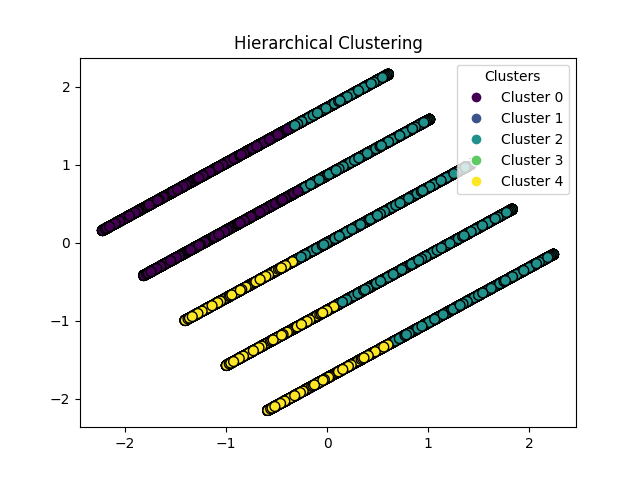 Hierarchical Clustering
Clusters
Cluster 0
Cluster 1
Cluster 2
Cluster 3
Cluster 4
2
1
0
−1
−2
−2 −1 0 1 2